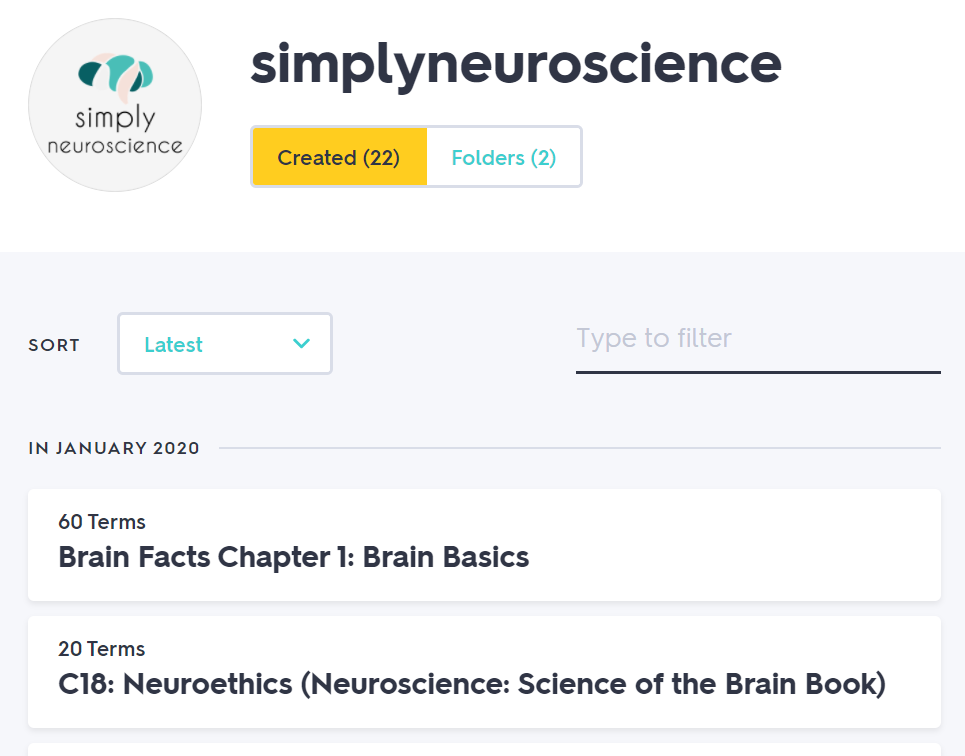 simply
neuroscience
simplyneuroscience
Created (22) Folders (2)
SORT Latest Type to filter
IN JANUARY 2020
60 Terms
Brain Facts Chapter 1: Brain Basics
20 Terms
C18: Neuroethics (Neuroscience: Science of the Brain Book)